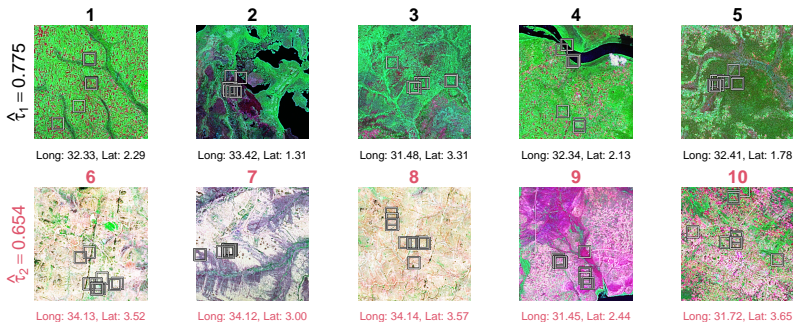 1 2 3 4 5
τ̂₁ = 0.775
Long: 32.33, Lat: 2.29 Long: 33.42, Lat: 1.31 Long: 31.48, Lat: 3.31 Long: 32.34, Lat: 2.13 Long: 32.41, Lat: 1.78
6 7 8 9 10
τ̂₂ = 0.654
Long: 34.13, Lat: 3.52 Long: 34.12, Lat: 3.00 Long: 34.14, Lat: 3.57 Long: 31.45, Lat: 2.44 Long: 31.72, Lat: 3.65